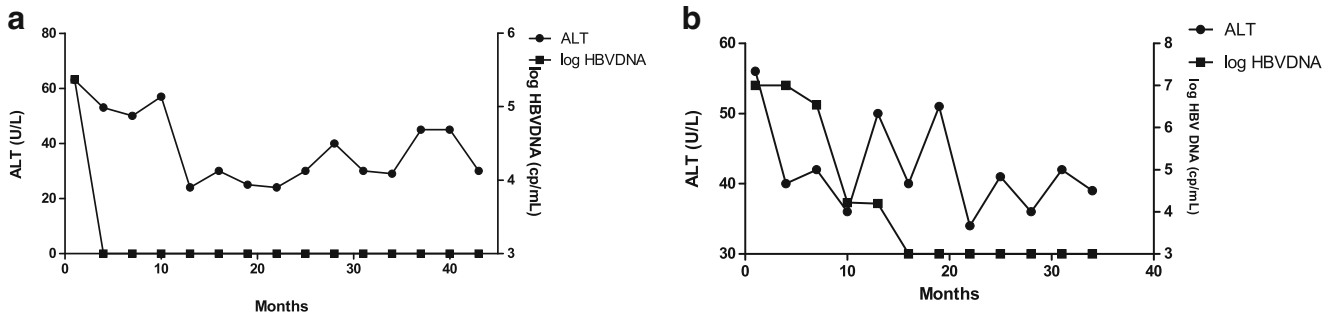 a
80
60
40
20
0
ALT (U/L)
0
10
20
30
40
Months
6
5
4
3
log HBVDNA (cp/mL)
ALT
log HBVDNA
b
60
50
40
30
ALT (U/L)
0
10
20
30
40
Months
8
7
6
5
4
3
log HBV DNA (cp/mL)
ALT
log HBVDNA